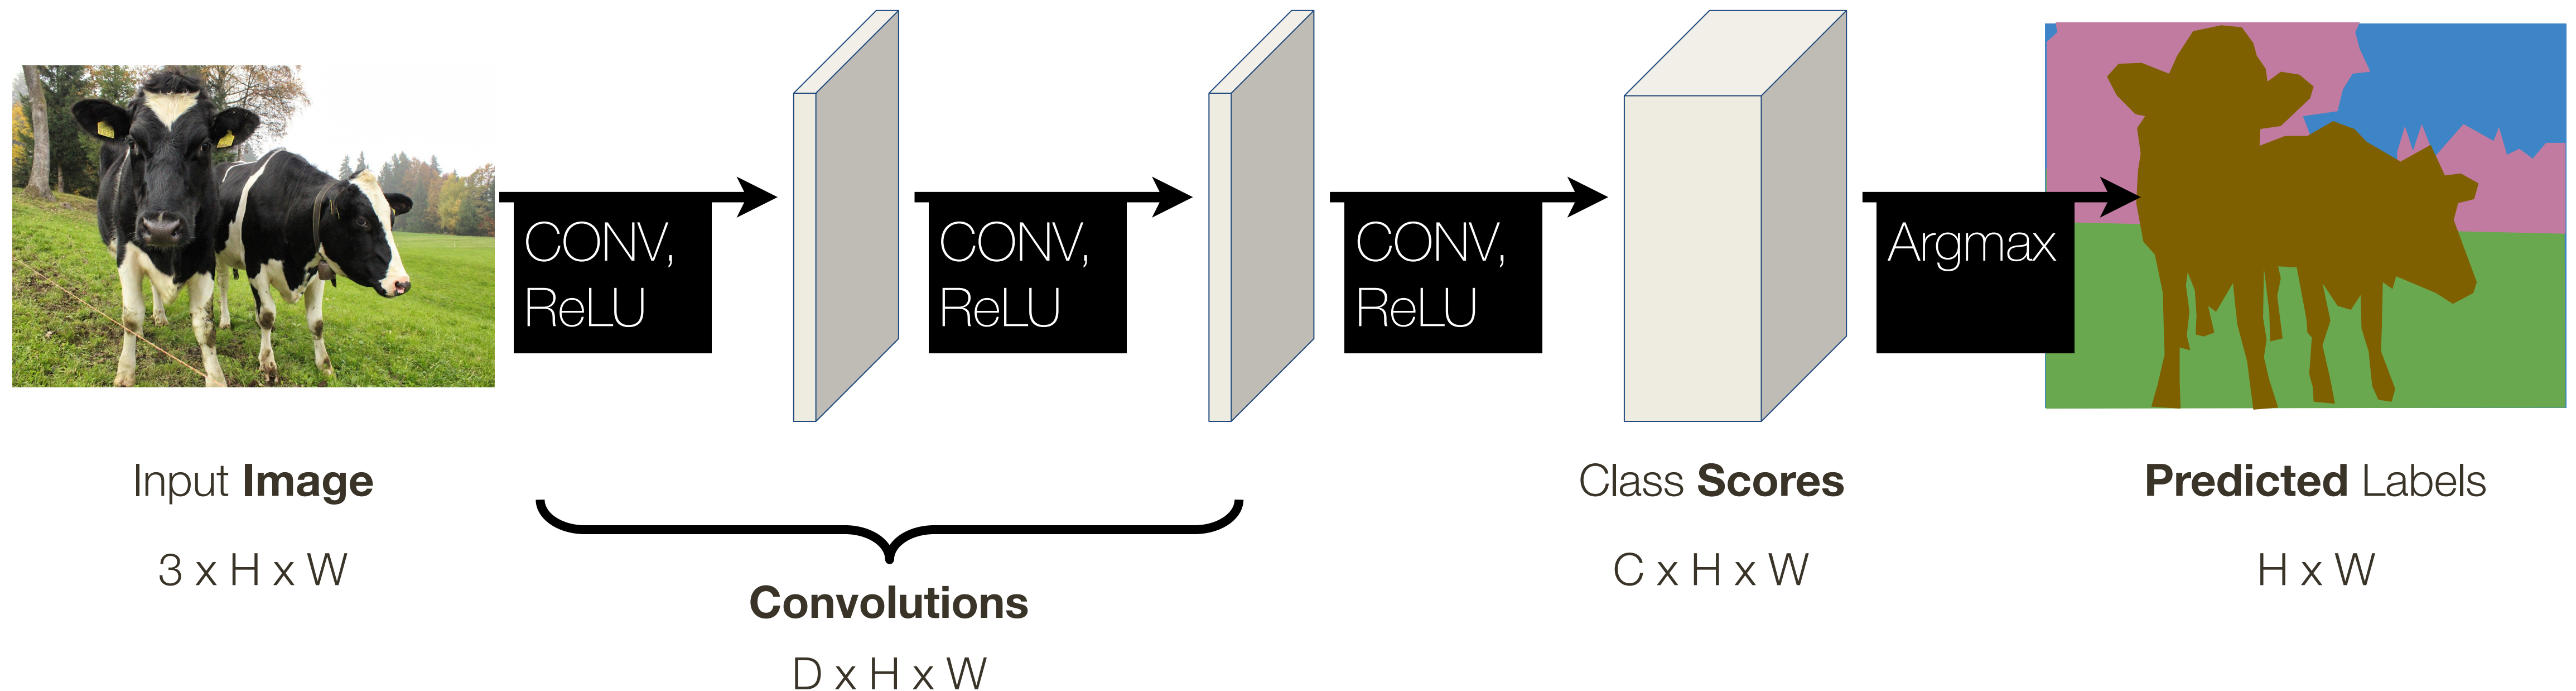 CONV,
ReLU
CONV,
ReLU
CONV,
ReLU
Argmax
Input Image
3 x H x W
Convolutions
D x H x W
Class Scores
C x H x W
Predicted Labels
H x W